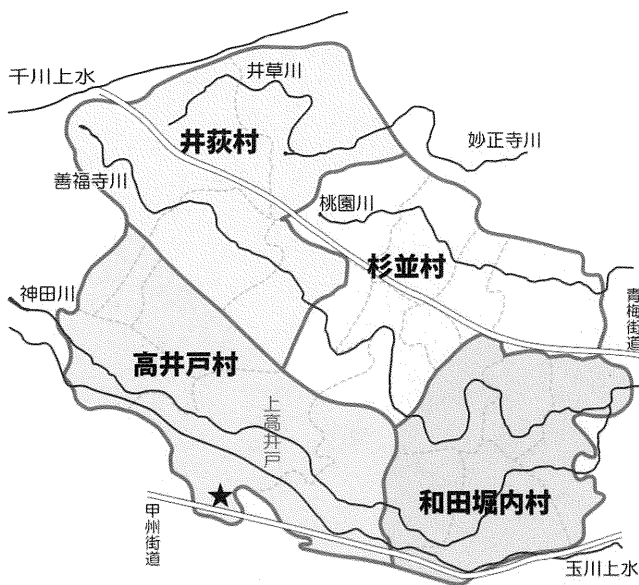 千川上水
井草川
井荻村
妙正寺川
善福寺川
桃園川
杉並村
神田川
青梅街道
高井戸村
上高井戸
和田堀内村
甲州街道
玉川上水